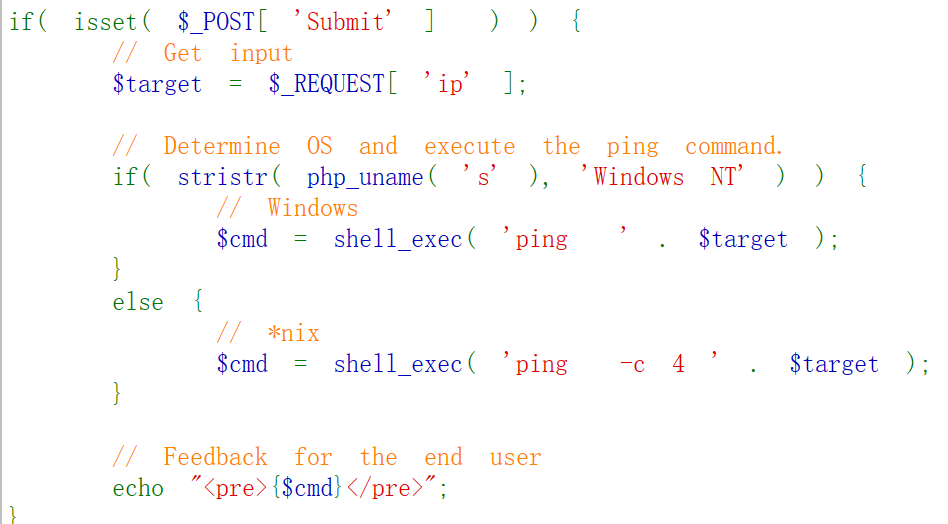 if( isset( $_POST[ 'Submit' ] ) ) {
// Get input
$target = $_REQUEST[ 'ip' ];
// Determine OS and execute the ping command.
if( stristr( php_uname( 's' ), 'Windows NT' ) ) {
// Windows
$cmd = shell_exec( 'ping ' . $target );
}
else {
// *nix
$cmd = shell_exec( 'ping -c 4 ' . $target );
}
// Feedback for the end user
echo "<pre>{$cmd}</pre>";
}